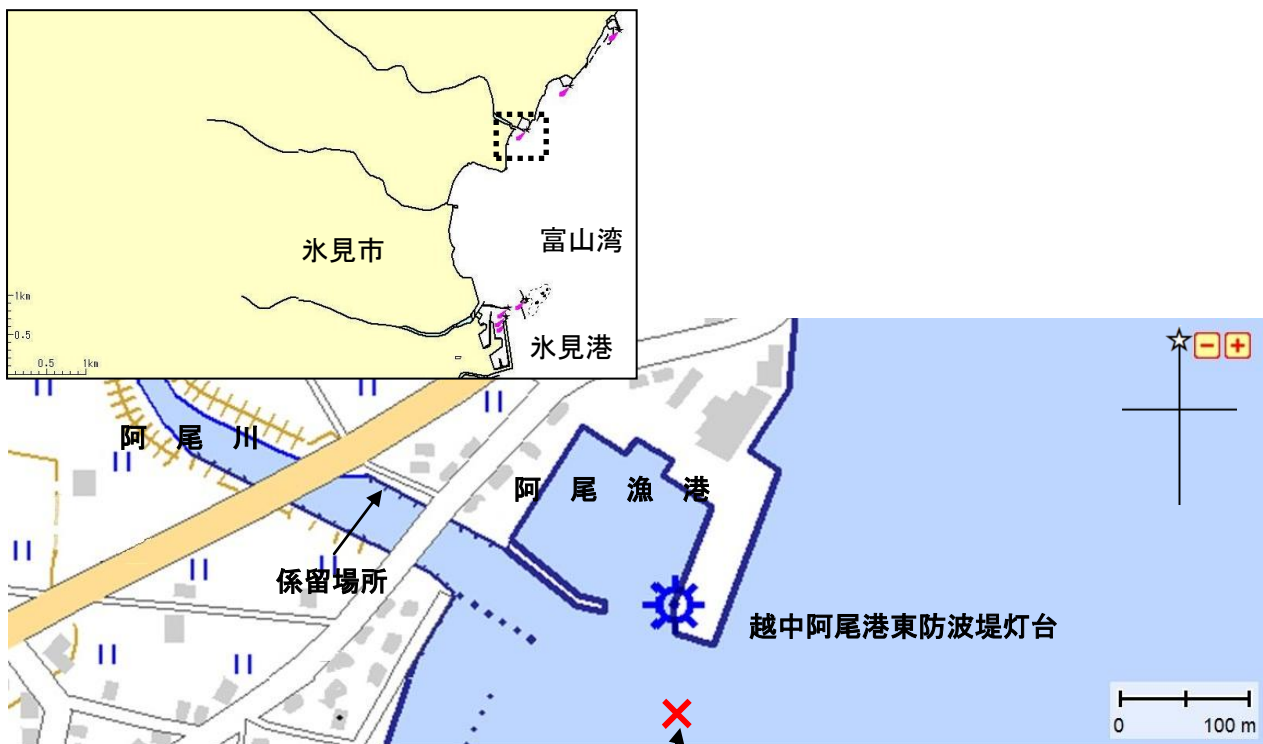 氷見市
富山湾
氷見港
1km
0.5
0.5
1km
阿尾川
阿尾漁港
係留場所
越中阿尾港東防波堤灯台
0
100 m